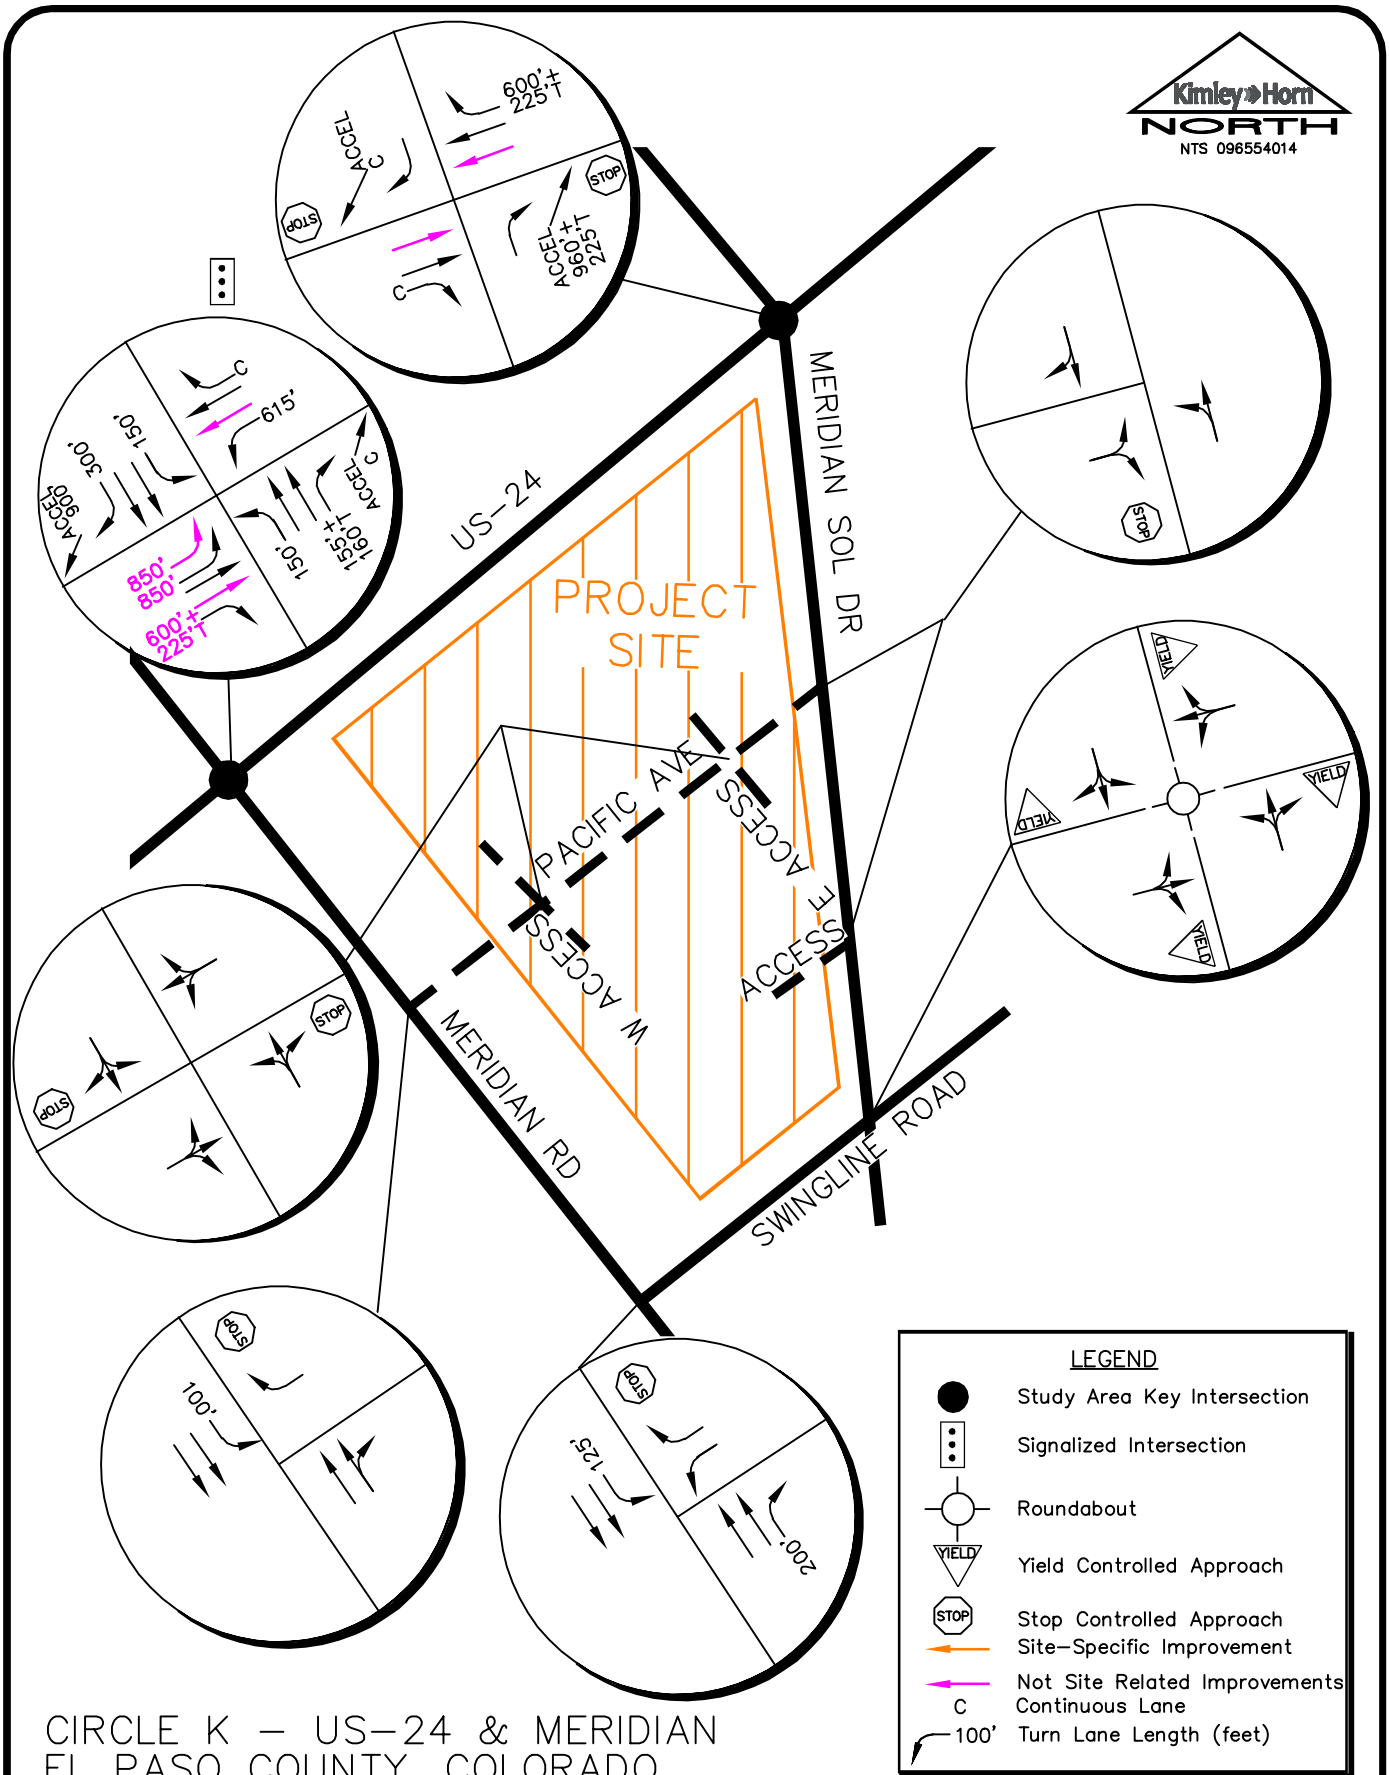 Kimley»Horn
NORTH
NTS 096554014
600'+
225'T
ACCEL
C
STOP
STOP
C
ACCEL
960'+
225'T
C
615'
150'
300'
ACCEL
900'
C
ACCEL
155'+
160'T
150'
850'
850'
600'+
225'T
US-24
MERIDIAN SOL DR
STOP
PROJECT
SITE
YIELD
YIELD
YIELD
YIELD
PACIFIC AVE
E ACCESS
W ACCESS
ACCESS
STOP
STOP
MERIDIAN RD
SWINGLINE ROAD
STOP
100'
STOP
125'
200'
LEGEND
Study Area Key Intersection
Signalized Intersection
Roundabout
YIELD
Yield Controlled Approach
STOP
Stop Controlled Approach
Site-Specific Improvement
Not Site Related Improvements
C Continuous Lane
100' Turn Lane Length (feet)
CIRCLE K - US-24 & MERIDIAN
EL PASO COUNTY, COLORADO